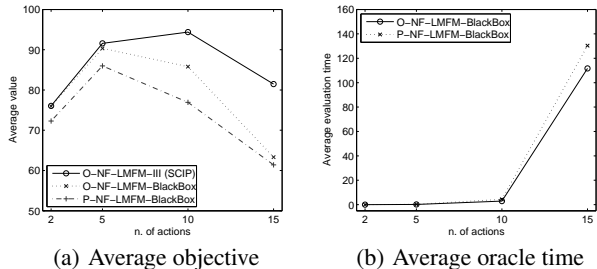 100
90
80
70
60
50
Average value
2
5
10
15
n. of actions
O-NF-LMFM-III (SCIP)
O-NF-LMFM-BlackBox
P-NF-LMFM-BlackBox
(a) Average objective
160
140
120
100
80
60
40
20
0
Average evaluation time
2
5
10
15
n. of actions
O-NF-LMFM-BlackBox
P-NF-LMFM-BlackBox
(b) Average oracle time